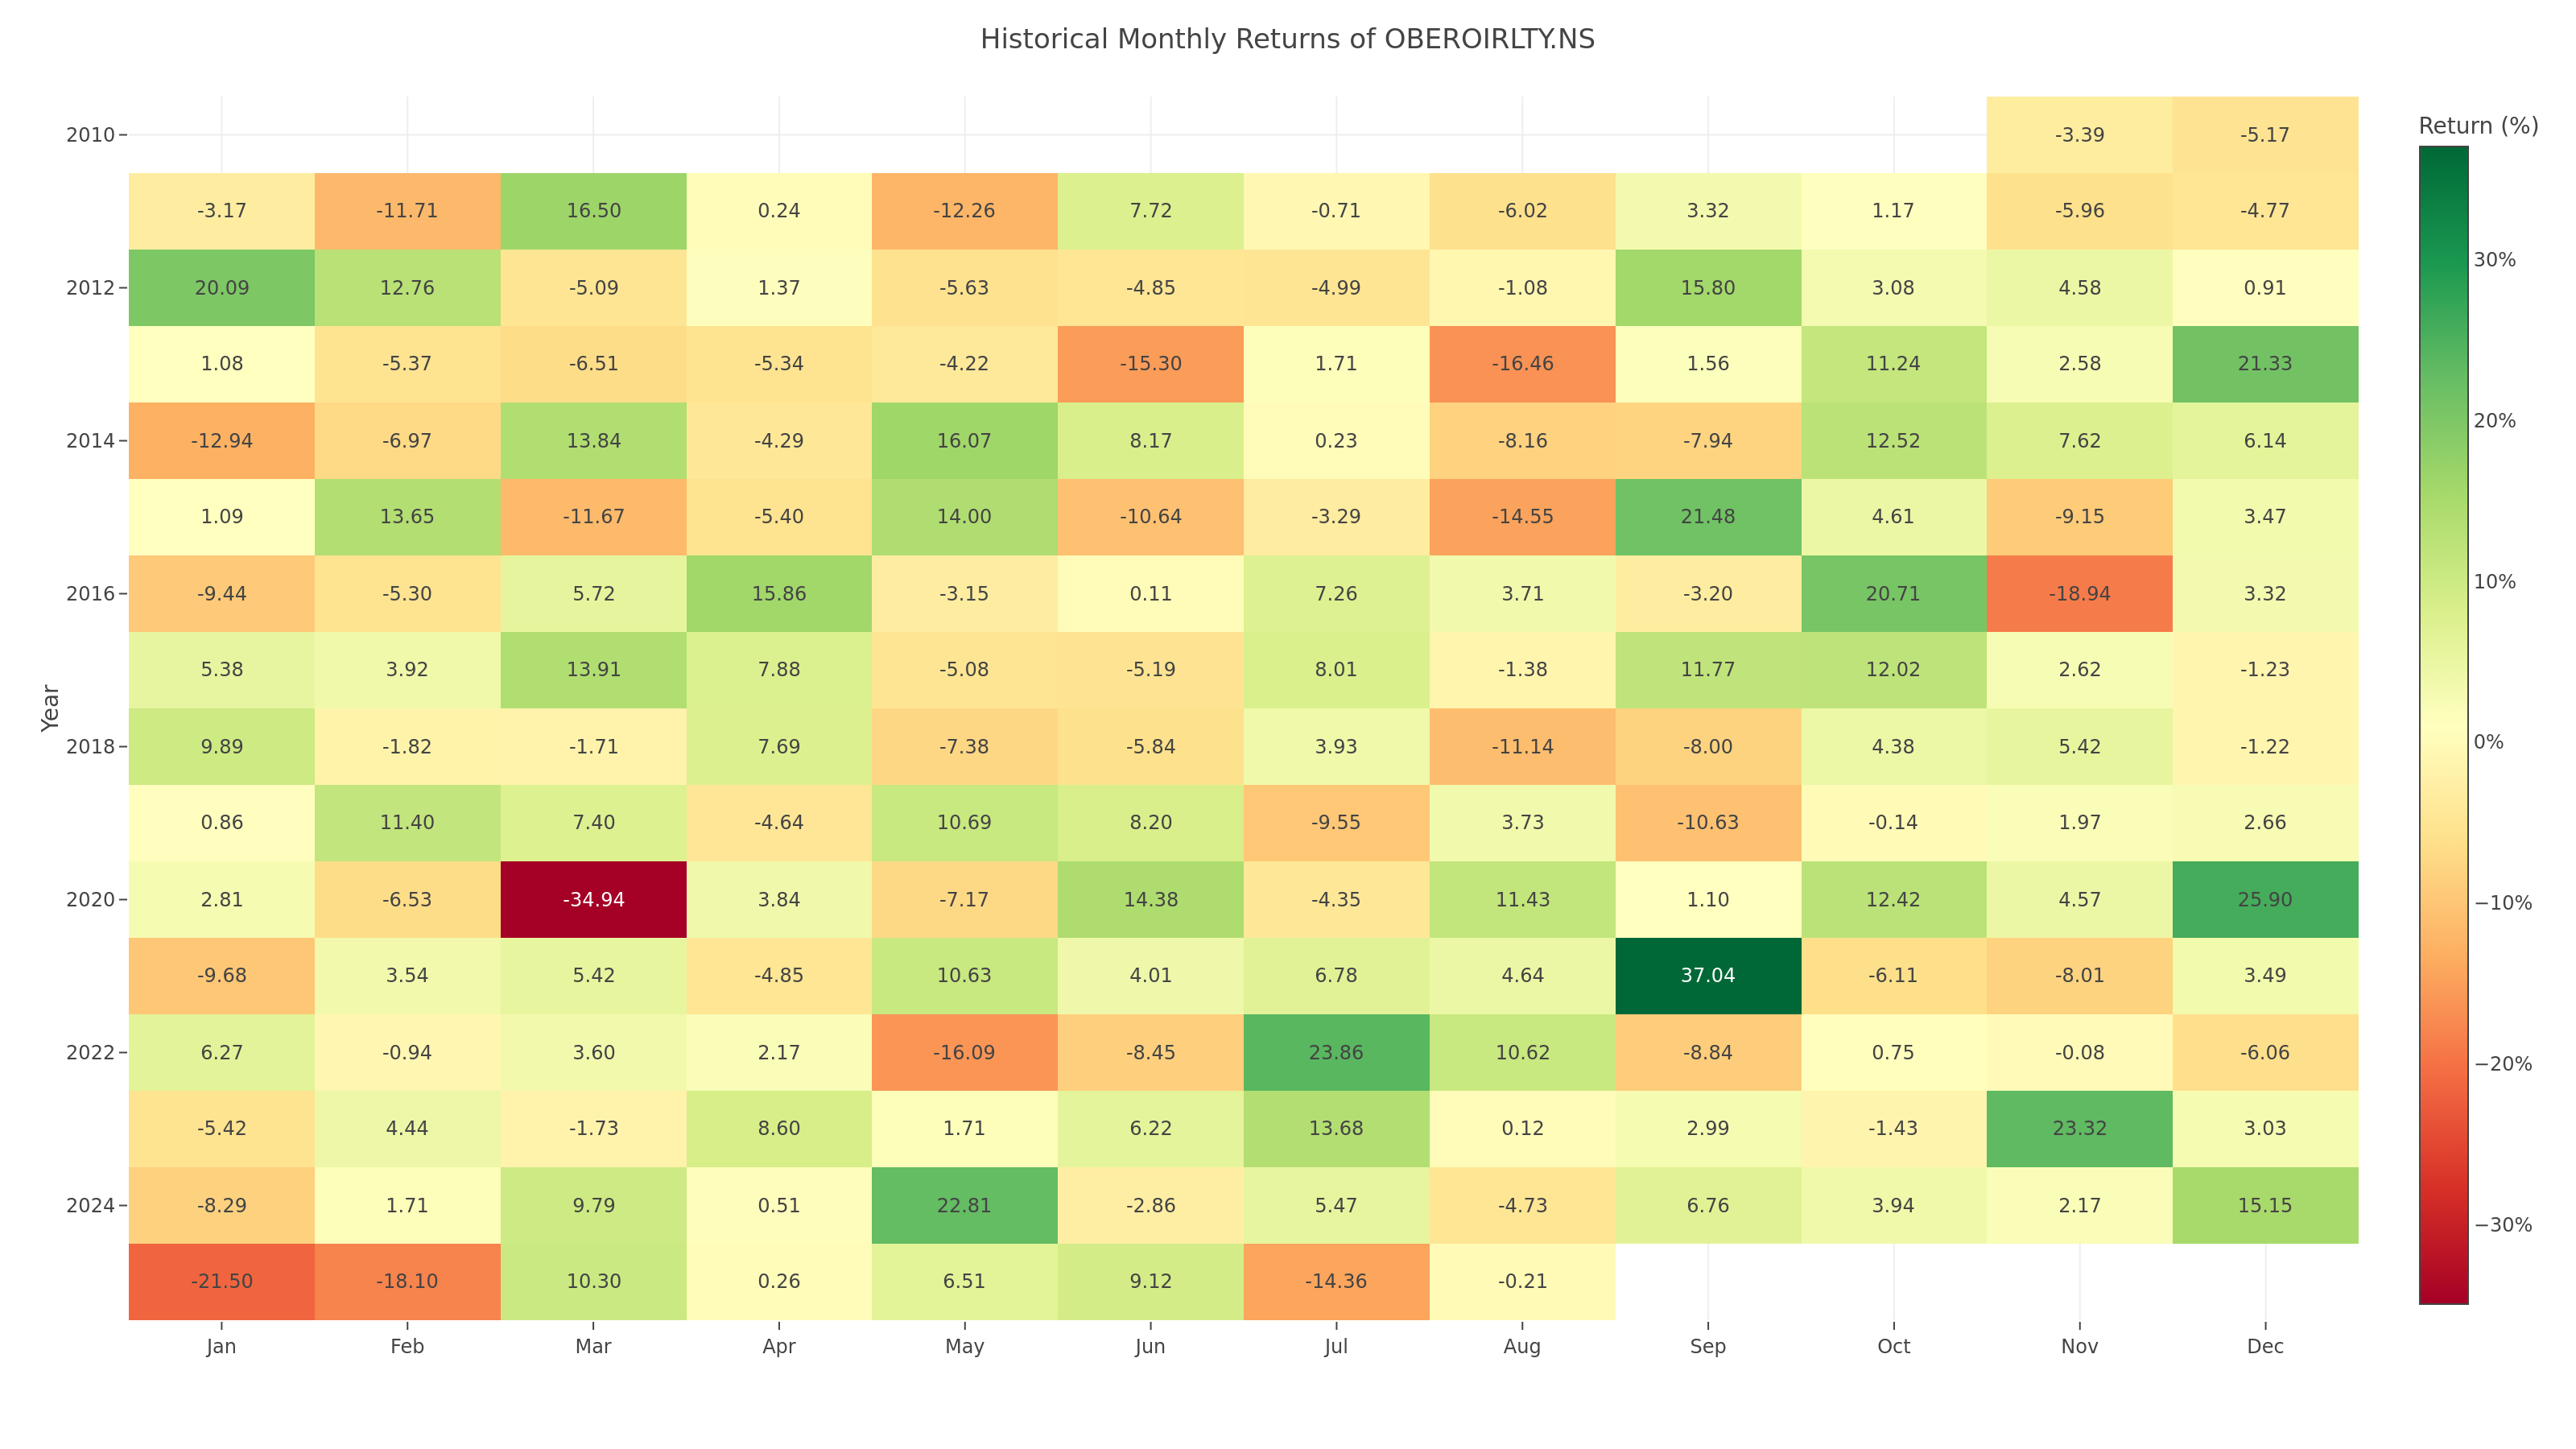 Historical Monthly Returns of OBEROIRLTY.NS
Return (%)
2010 -3.39 -5.17
-3.17 -11.71 16.50 0.24 -12.26 7.72 -0.71 -6.02 3.32 1.17 -5.96 -4.77
30%
2012 20.09 12.76 -5.09 1.37 -5.63 -4.85 -4.99 -1.08 15.80 3.08 4.58 0.91
1.08 -5.37 -6.51 -5.34 -4.22 -15.30 1.71 -16.46 1.56 11.24 2.58 21.33
20%
2014 -12.94 -6.97 13.84 -4.29 16.07 8.17 0.23 -8.16 -7.94 12.52 7.62 6.14
1.09 13.65 -11.67 -5.40 14.00 -10.64 -3.29 -14.55 21.48 4.61 -9.15 3.47
10%
2016 -9.44 -5.30 5.72 15.86 -3.15 0.11 7.26 3.71 -3.20 20.71 -18.94 3.32
5.38 3.92 13.91 7.88 -5.08 -5.19 8.01 -1.38 11.77 12.02 2.62 -1.23
Year
2018 9.89 -1.82 -1.71 7.69 -7.38 -5.84 3.93 -11.14 -8.00 4.38 5.42 -1.22
0%
0.86 11.40 7.40 -4.64 10.69 8.20 -9.55 3.73 -10.63 -0.14 1.97 2.66
2020 2.81 -6.53 -34.94 3.84 -7.17 14.38 -4.35 11.43 1.10 12.42 4.57 25.90
−10%
-9.68 3.54 5.42 -4.85 10.63 4.01 6.78 4.64 37.04 -6.11 -8.01 3.49
2022 6.27 -0.94 3.60 2.17 -16.09 -8.45 23.86 10.62 -8.84 0.75 -0.08 -6.06
−20%
-5.42 4.44 -1.73 8.60 1.71 6.22 13.68 0.12 2.99 -1.43 23.32 3.03
2024 -8.29 1.71 9.79 0.51 22.81 -2.86 5.47 -4.73 6.76 3.94 2.17 15.15
−30%
-21.50 -18.10 10.30 0.26 6.51 9.12 -14.36 -0.21
Jan Feb Mar Apr May Jun Jul Aug Sep Oct Nov Dec